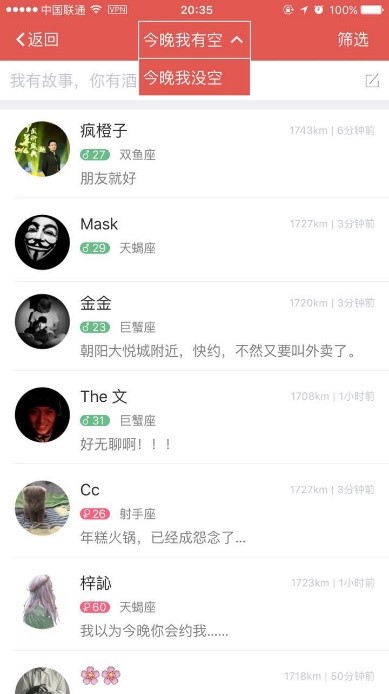 中国联通 VPN 20:35 100%
返回 今晚我有空 筛选
我有故事，你有酒 今晚我没空
疯橙子 1743km | 6分钟前
♂27 双鱼座
朋友就好
Mask 1727km | 3分钟前
♂29 天蝎座
金金 1720km | 3分钟前
♂23 巨蟹座
朝阳大悦城附近，快约，不然又要叫外卖了。
The 文 1708km | 1小时前
♂31 巨蟹座
好无聊啊！！！
Cc 1727km | 3分钟前
♀26 射手座
年糕火锅，已经成怨念了...
梓訫 1723km | 1小时前
♀60 天蝎座
我以为今晚你会约我......
🌸🌸 1718km | 50分钟前